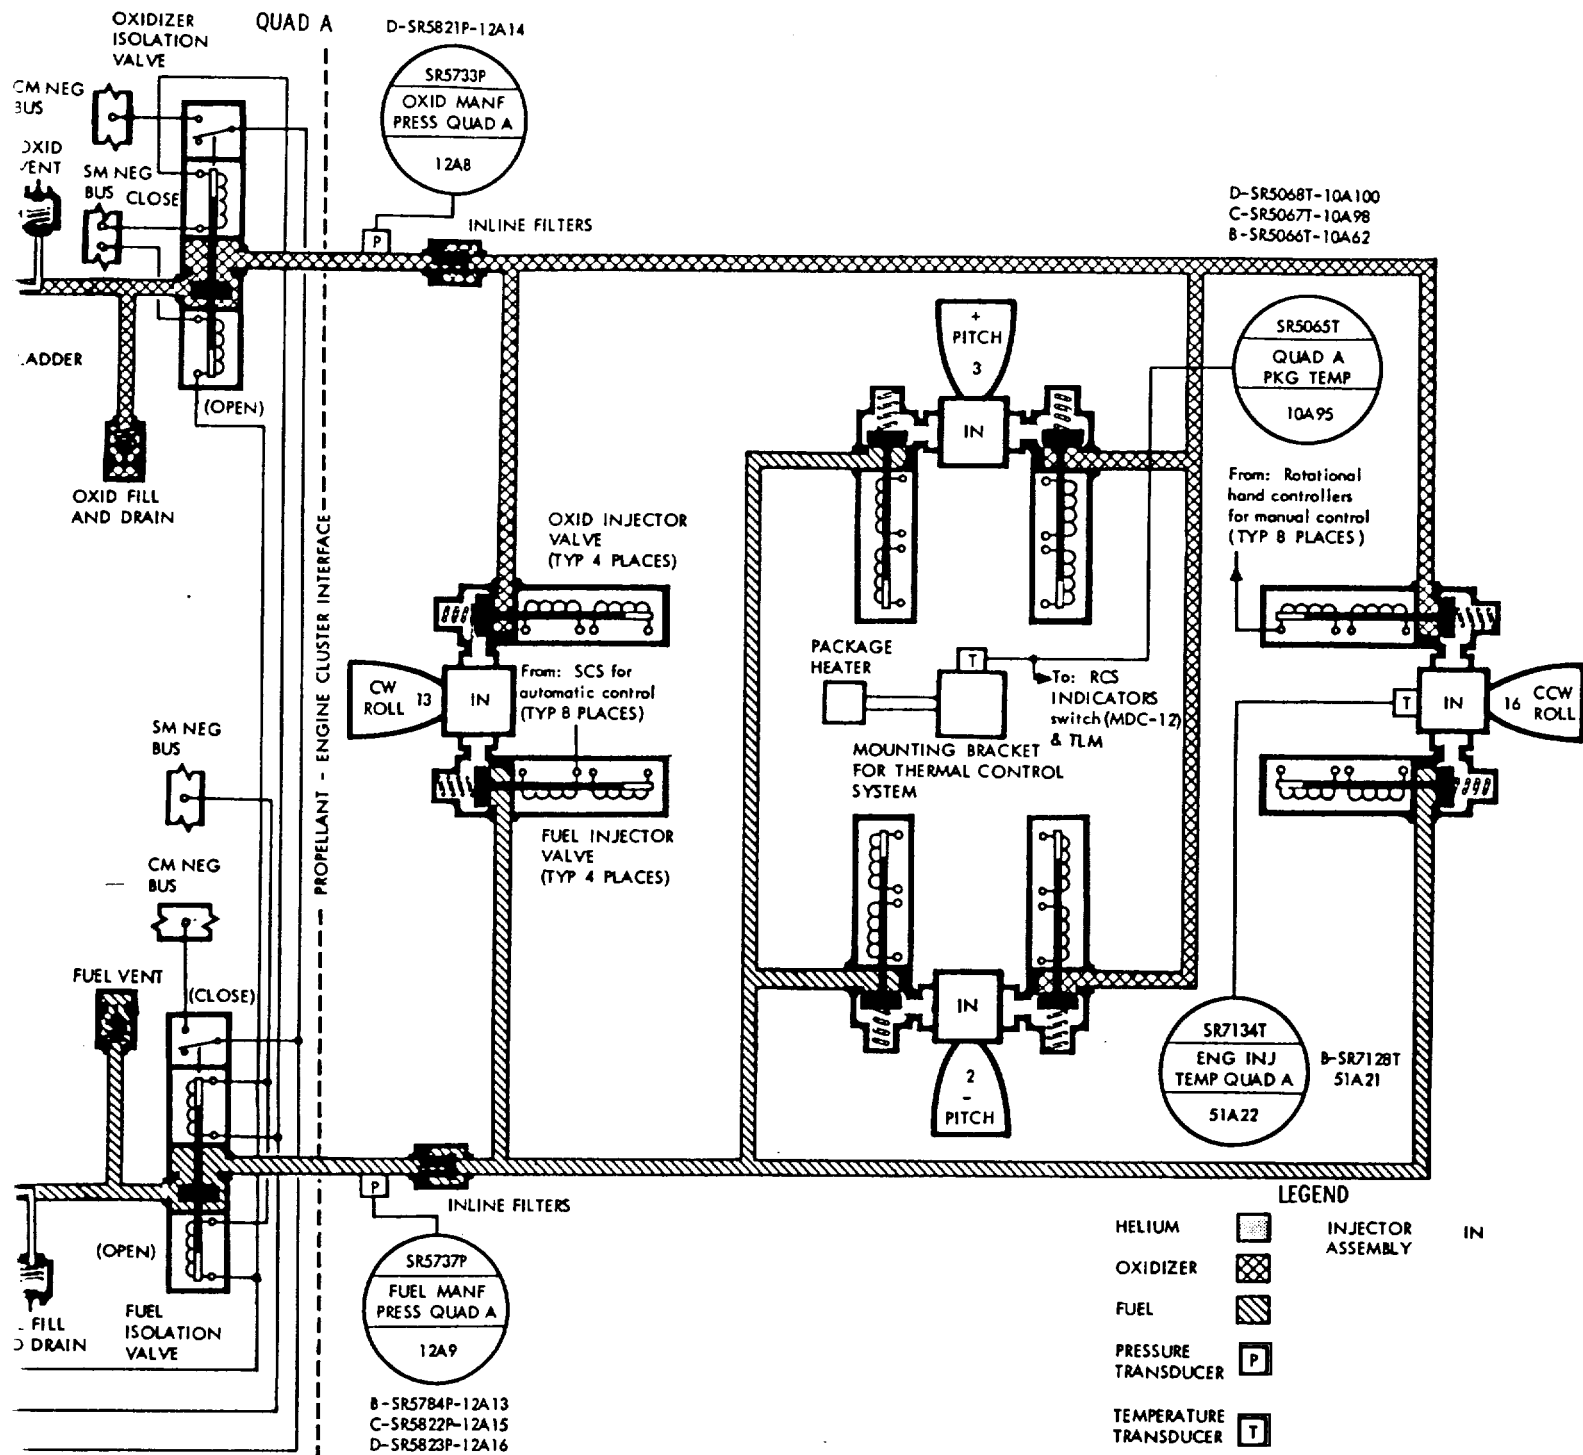 OXIDIZER
ISOLATION
VALVE
QUAD A
D-SR5821P-12A14
SR5733P
OXID MANF
PRESS QUAD A
12A8
CM NEG
BUS
VENT
SM NEG
BUS
CLOSE
P
INLINE FILTERS
D-SR5068T-10A100
C-SR5067T-10A98
B-SR5066T-10A62
+
PITCH
3
IN
SR5065T
QUAD A
PKG TEMP
10A95
(OPEN)
OXID FILL
AND DRAIN
From: Rotational
hand controllers
for manual control
(TYP 8 PLACES)
OXID INJECTOR
VALVE
(TYP 4 PLACES)
PROPELLANT - ENGINE CLUSTER INTERFACE
PACKAGE
HEATER
T
To: RCS
INDICATORS
switch (MDC-12)
& TLM
CW
ROLL
13
IN
From: SCS for
automatic control
(TYP 8 PLACES)
T
IN
16
CCW
ROLL
MOUNTING BRACKET
FOR THERMAL CONTROL
SYSTEM
SM NEG
BUS
FUEL INJECTOR
VALVE
(TYP 4 PLACES)
CM NEG
BUS
FUEL VENT
(CLOSE)
IN
2
-
PITCH
SR7134T
ENG INJ
TEMP QUAD A
51A22
B-SR7128T
51A21
P
INLINE FILTERS
(OPEN)
SR5737P
FUEL MANF
PRESS QUAD A
12A9
FILL
DRAIN
FUEL
ISOLATION
VALVE
B-SR5784P-12A13
C-SR5822P-12A15
D-SR5823P-12A16
LEGEND
HELIUM
INJECTOR
ASSEMBLY
IN
OXIDIZER
FUEL
PRESSURE
TRANSDUCER
P
TEMPERATURE
TRANSDUCER
T